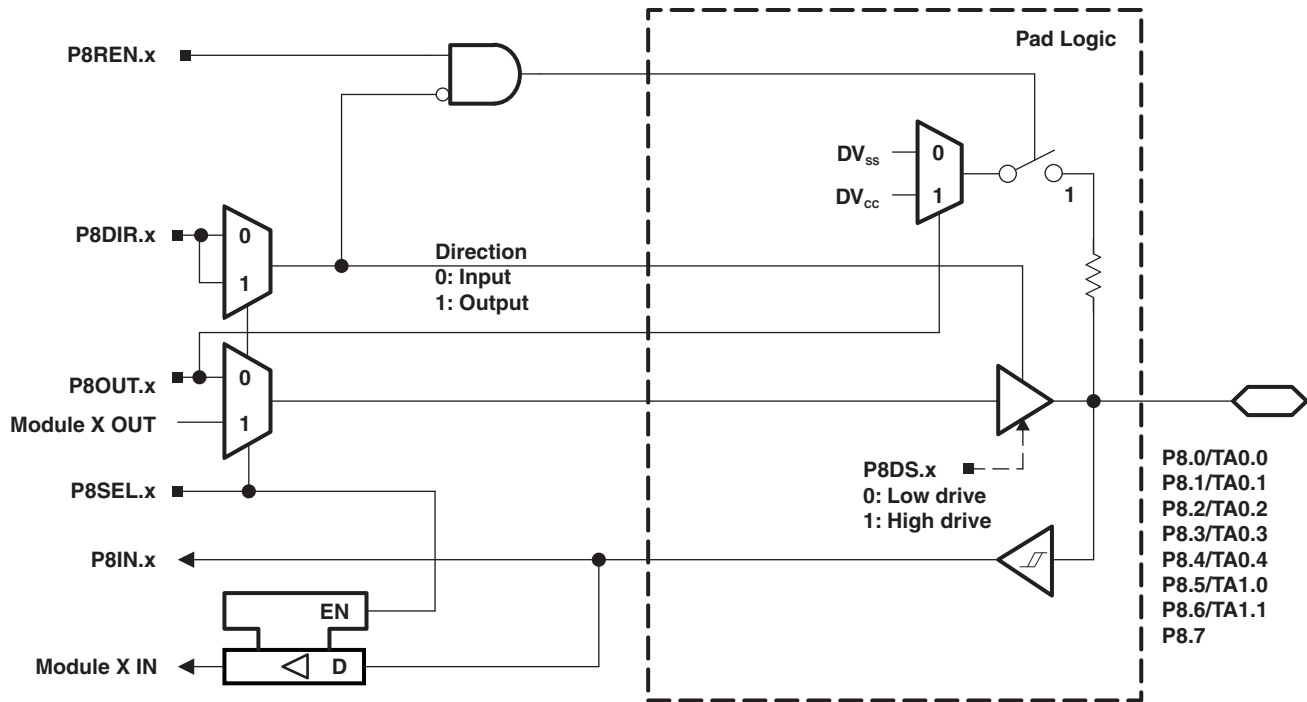 P8REN.x
Pad Logic
DVss
0
DVcc
1
1
P8DIR.x
0
1
Direction
0: Input
1: Output
P8OUT.x
0
Module X OUT
1
P8DS.x
0: Low drive
1: High drive
P8SEL.x
P8IN.x
EN
D
Module X IN
P8.0/TA0.0
P8.1/TA0.1
P8.2/TA0.2
P8.3/TA0.3
P8.4/TA0.4
P8.5/TA1.0
P8.6/TA1.1
P8.7